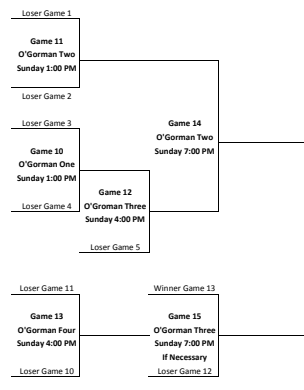 Loser Game 1
Game 11
O'Gorman Two
Sunday 1:00 PM
Loser Game 2
Loser Game 3
Game 10
O'Gorman One
Sunday 1:00 PM
Loser Game 4
Game 12
O'Groman Three
Sunday 4:00 PM
Loser Game 5
Game 14
O'Gorman Two
Sunday 7:00 PM
Loser Game 11
Game 13
O'Gorman Four
Sunday 4:00 PM
Loser Game 10
Winner Game 13
Game 15
O'Gorman Three
Sunday 7:00 PM
If Necessary
Loser Game 12